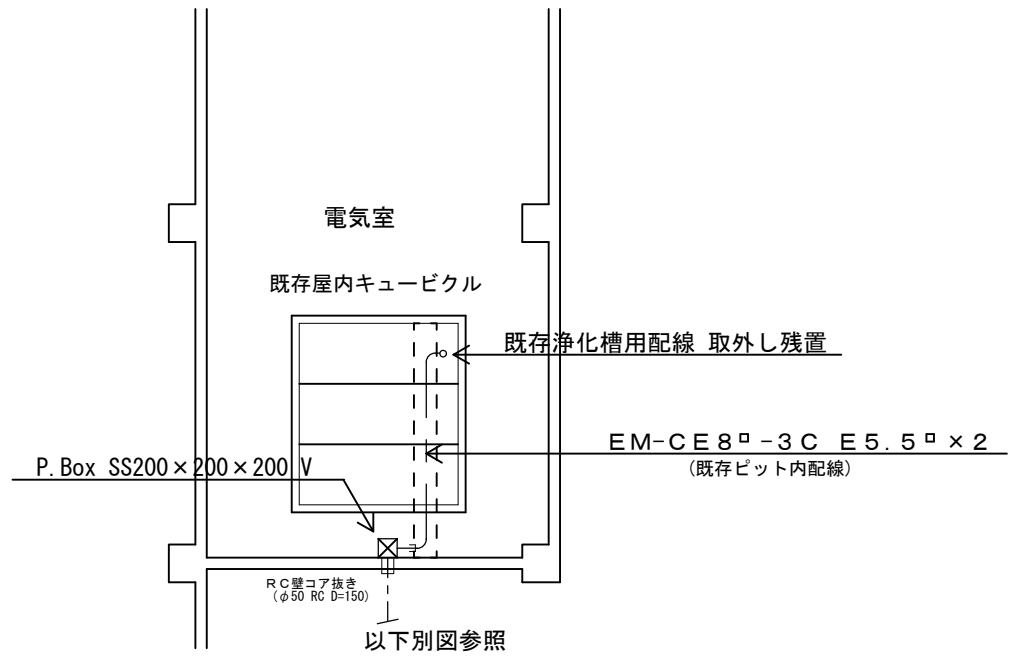 電気室
既存屋内キュービクル
既存浄化槽用配線 取外し残置
EM-CE8□-3C E5.5□×2
(既存ピット内配線)
P.Box SS200×200×200 V
RC壁コア抜き
(φ50 RC D=150)
以下別図参照